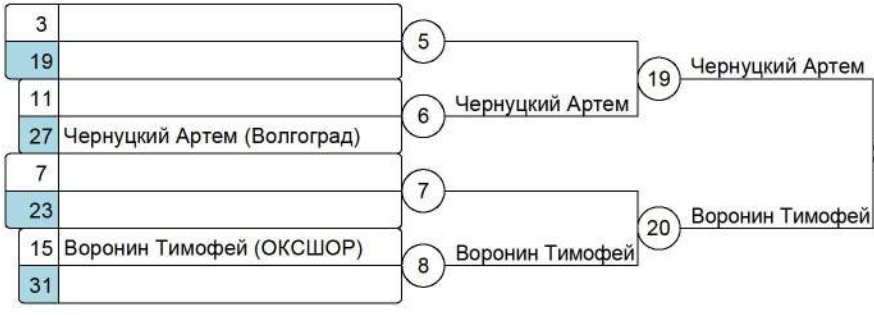 3
5
19
19 Чернуцкий Артем
11
6 Чернуцкий Артем
27 Чернуцкий Артем (Волгоград)
7
7
23
20 Воронин Тимофей
15 Воронин Тимофей (ОКСШОР)
8 Воронин Тимофей
31